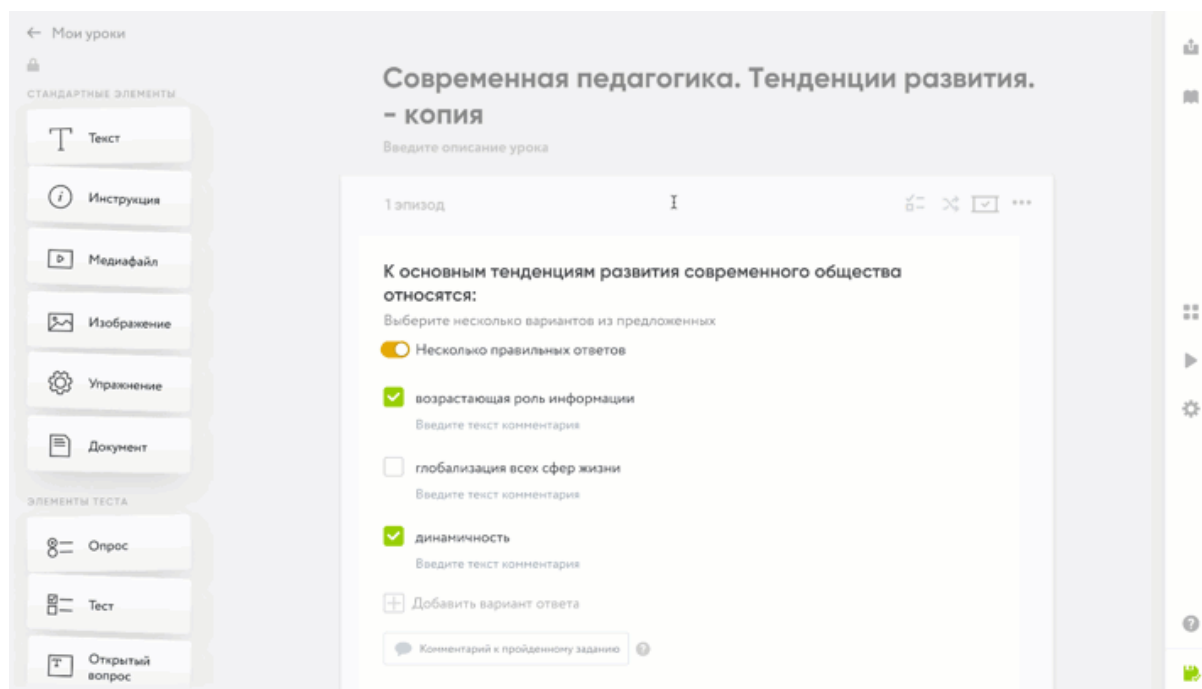 Мои уроки
СТАНДАРТНЫЕ ЭЛЕМЕНТЫ
Текст
Инструкция
Медиафайл
Изображение
Упражнение
Документ
ЭЛЕМЕНТЫ ТЕСТА
Опрос
Тест
Открытый
вопрос
Современная педагогика. Тенденции развития.
- копия
Введите описание урока
1 эпизод
К основным тенденциям развития современного общества
относятся:
Выберите несколько вариантов из предложенных
Несколько правильных ответов
возрастающая роль информации
Введите текст комментария
глобализация всех сфер жизни
Введите текст комментария
динамичность
Введите текст комментария
Добавить вариант ответа
Комментарий к пройденному заданию